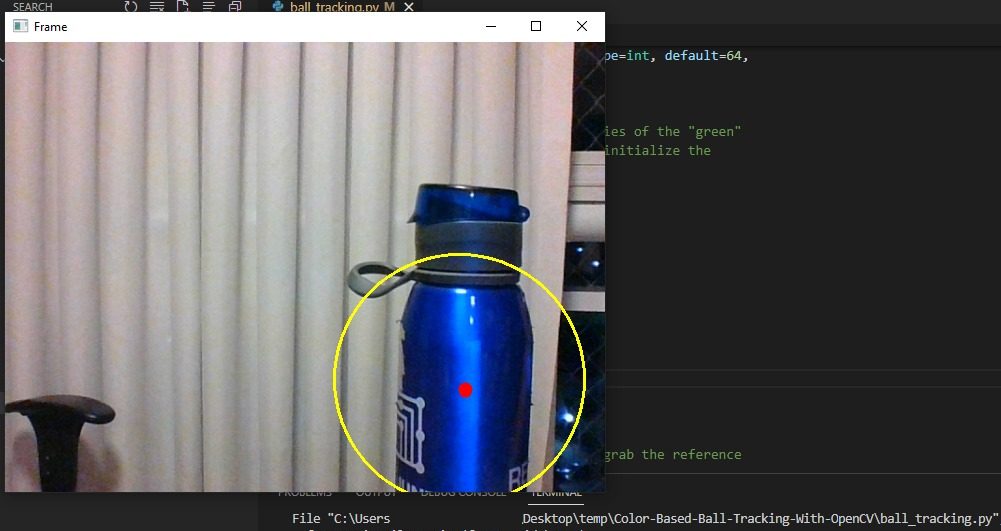 SEARCH
ball_tracking.py M
Frame
pe=int, default=64,
ies of the "green"
initialize the
grab the reference
PROBLEMS OUTPUT DEBUG CONSOLE TERMINAL
File "C:\Users Desktop\temp\Color-Based-Ball-Tracking-With-OpenCV\ball_tracking.py"